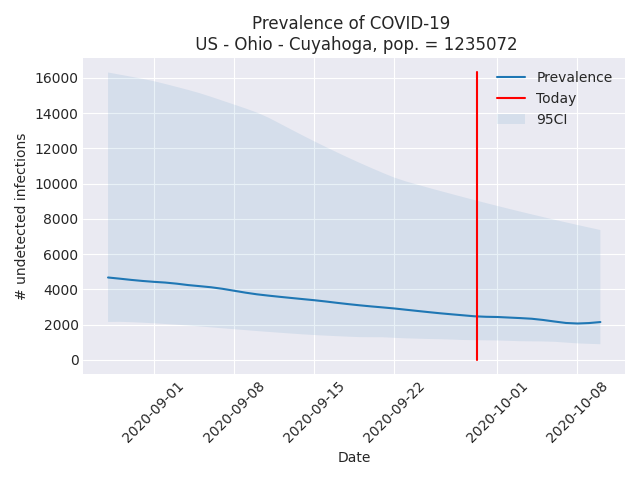 Prevalence of COVID-19
US - Ohio - Cuyahoga, pop. = 1235072
Prevalence
Today
95CI
# undetected infections
16000
14000
12000
10000
8000
6000
4000
2000
0
2020-09-01
2020-09-08
2020-09-15
2020-09-22
2020-10-01
2020-10-08
Date